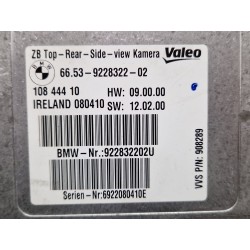 ZB Top-Rear-Side-view Kamera Valeo
BMW 66.53-9228322-02
108 444 10 HW: 09.00.00
IRELAND 080410 SW: 12.02.00
BMW-Nr.:922832202U
Serien-Nr:6922080410E
VVS P/N: 908289